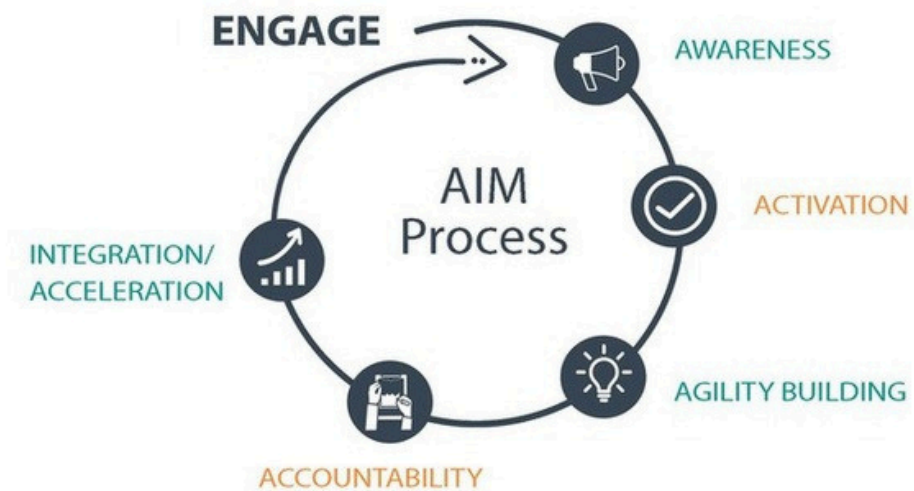 ENGAGE
AWARENESS
AIM
Process
ACTIVATION
INTEGRATION/
ACCELERATION
AGILITY BUILDING
ACCOUNTABILITY